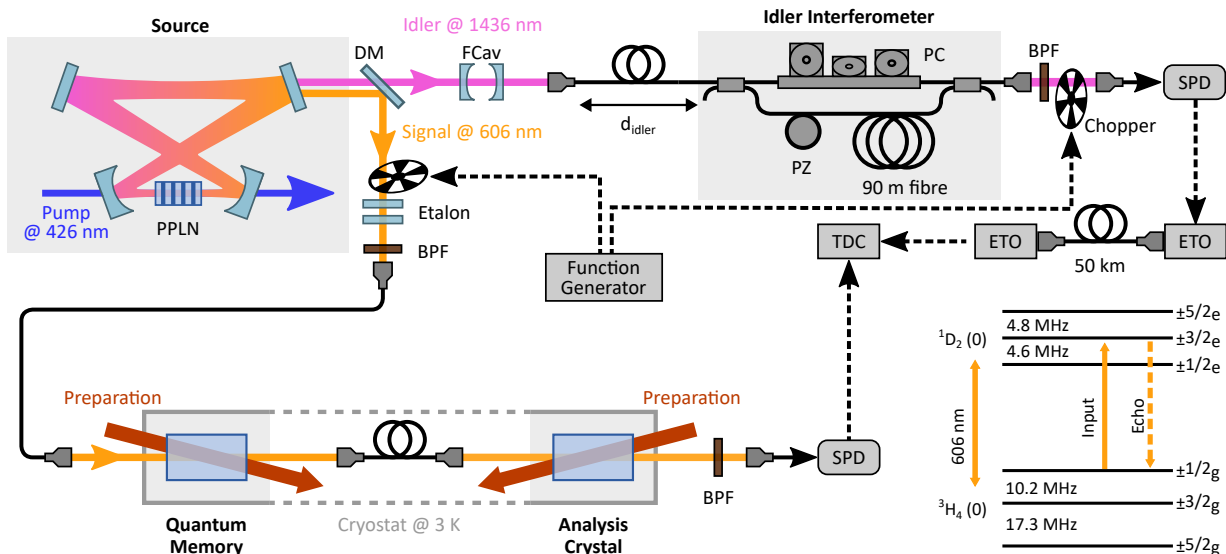 Source
Idler @ 1436 nm
DM
FCav
Signal @ 606 nm
Pump
@ 426 nm
PPLN
Etalon
BPF
d_idler
Idler Interferometer
PC
PZ
90 m fibre
BPF
Chopper
SPD
Function
Generator
TDC
ETO
50 km
ETO
Preparation
Quantum
Memory
Cryostat @ 3 K
Preparation
Analysis
Crystal
BPF
SPD
±5/2e
4.8 MHz
¹D₂ (0)
±3/2e
4.6 MHz
±1/2e
606 nm
Input
Echo
±1/2g
10.2 MHz
³H₄ (0)
±3/2g
17.3 MHz
±5/2g